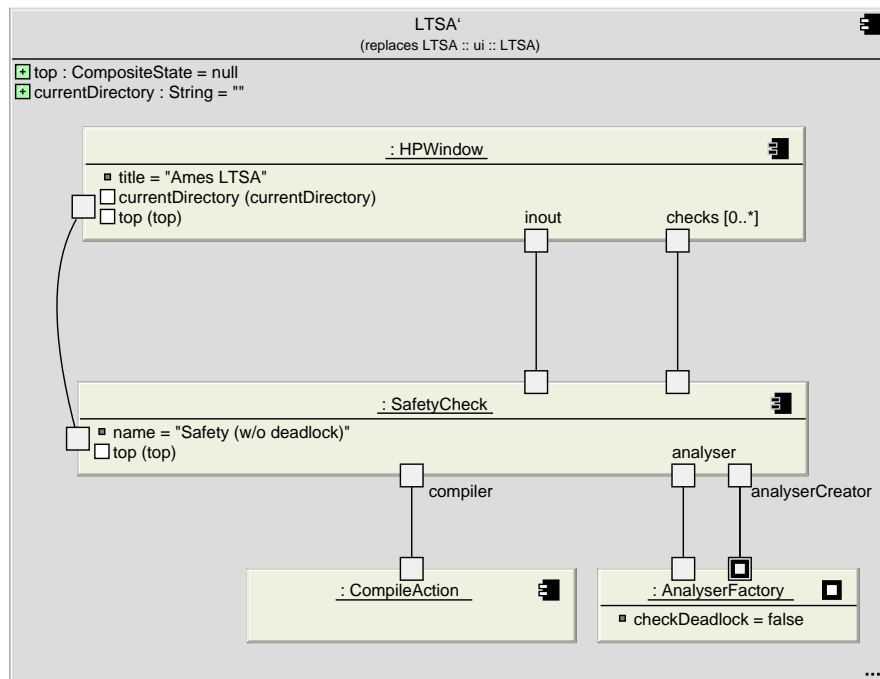 LTSA‘
(replaces LTSA :: ui :: LTSA)
top : CompositeState = null
currentDirectory : String = ""
: HPWindow
title = "Ames LTSA"
currentDirectory (currentDirectory)
top (top)
inout
checks [0..*]
: SafetyCheck
name = "Safety (w/o deadlock)"
top (top)
analyser
compiler
analyserCreator
: CompileAction
: AnalyserFactory
checkDeadlock = false
...